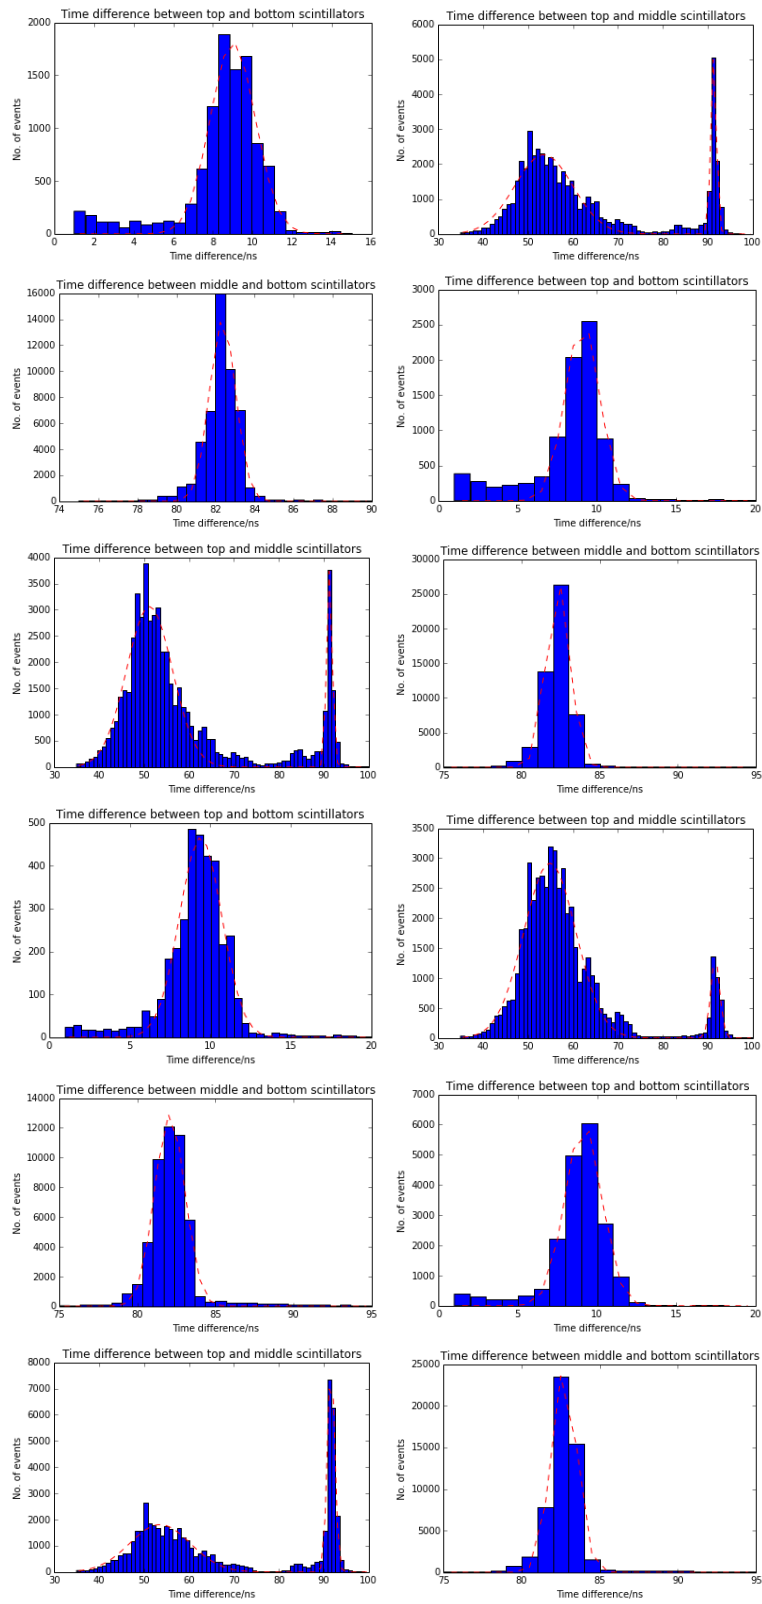 Time difference between top and bottom scintillators
No. of events
2000
1500
1000
500
0
0 2 4 6 8 10 12 14 16
Time difference/ns
Time difference between top and middle scintillators
No. of events
6000
5000
4000
3000
2000
1000
0
30 40 50 60 70 80 90 100
Time difference/ns
Time difference between middle and bottom scintillators
No. of events
16000
14000
12000
10000
8000
6000
4000
2000
0
74 76 78 80 82 84 86 88 90
Time difference/ns
Time difference between top and bottom scintillators
No. of events
3000
2500
2000
1500
1000
500
0
0 5 10 15 20
Time difference/ns
Time difference between top and middle scintillators
No. of events
4000
3500
3000
2500
2000
1500
1000
500
0
30 40 50 60 70 80 90 100
Time difference/ns
Time difference between middle and bottom scintillators
No. of events
30000
25000
20000
15000
10000
5000
0
75 80 85 90 95
Time difference/ns
Time difference between top and bottom scintillators
No. of events
500
400
300
200
100
0
0 5 10 15 20
Time difference/ns
Time difference between top and middle scintillators
No. of events
3500
3000
2500
2000
1500
1000
500
0
30 40 50 60 70 80 90 100
Time difference/ns
Time difference between middle and bottom scintillators
No. of events
14000
12000
10000
8000
6000
4000
2000
0
75 80 85 90 95
Time difference/ns
Time difference between top and bottom scintillators
No. of events
7000
6000
5000
4000
3000
2000
1000
0
0 5 10 15 20
Time difference/ns
Time difference between top and middle scintillators
No. of events
8000
7000
6000
5000
4000
3000
2000
1000
0
30 40 50 60 70 80 90 100
Time difference/ns
Time difference between middle and bottom scintillators
No. of events
25000
20000
15000
10000
5000
0
75 80 85 90 95
Time difference/ns